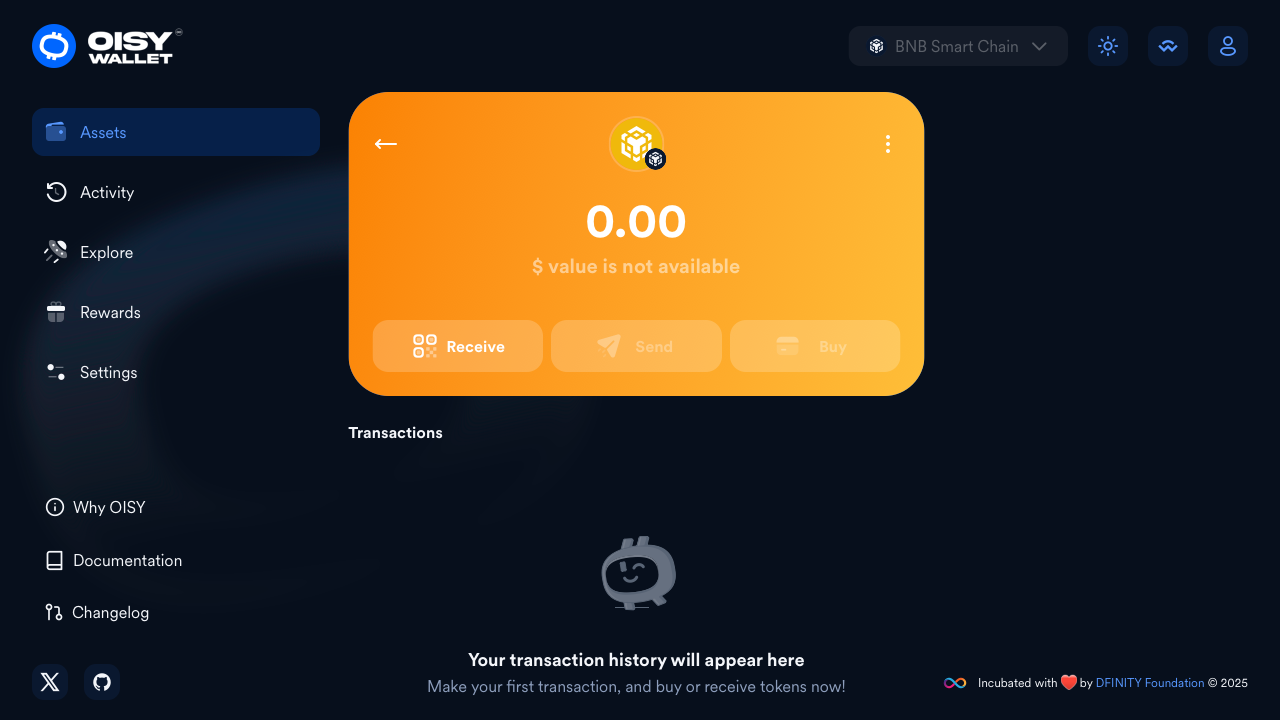 OISY
WALLET
BNB Smart Chain
Assets
Activity
Explore
Rewards
Settings
Why OISY
Documentation
Changelog
0.00
$ value is not available
Receive
Send
Buy
Transactions
Your transaction history will appear here
Make your first transaction, and buy or receive tokens now!
Incubated with ❤️ by DFINITY Foundation © 2025